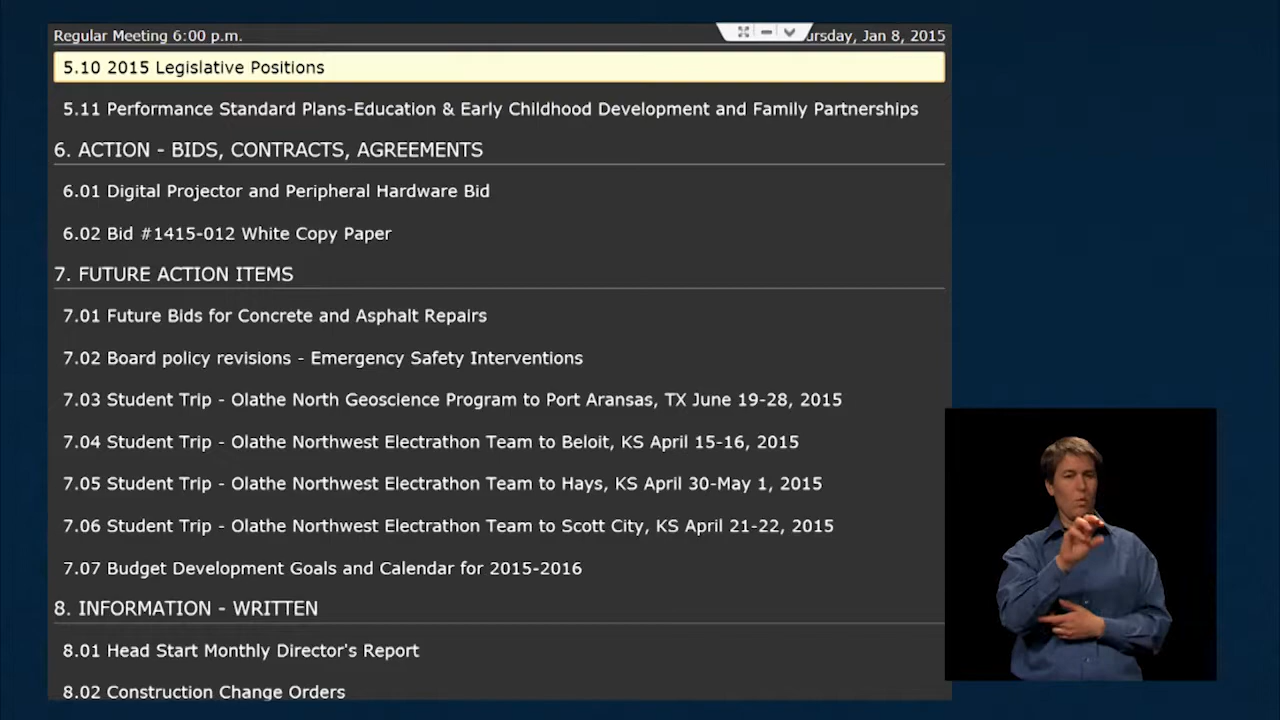 Regular Meeting 6:00 p.m.
ursday, Jan 8, 2015
5.10 2015 Legislative Positions
5.11 Performance Standard Plans-Education & Early Childhood Development and Family Partnerships
6. ACTION - BIDS, CONTRACTS, AGREEMENTS
6.01 Digital Projector and Peripheral Hardware Bid
6.02 Bid #1415-012 White Copy Paper
7. FUTURE ACTION ITEMS
7.01 Future Bids for Concrete and Asphalt Repairs
7.02 Board policy revisions - Emergency Safety Interventions
7.03 Student Trip - Olathe North Geoscience Program to Port Aransas, TX June 19-28, 2015
7.04 Student Trip - Olathe Northwest Electrathon Team to Beloit, KS April 15-16, 2015
7.05 Student Trip - Olathe Northwest Electrathon Team to Hays, KS April 30-May 1, 2015
7.06 Student Trip - Olathe Northwest Electrathon Team to Scott City, KS April 21-22, 2015
7.07 Budget Development Goals and Calendar for 2015-2016
8. INFORMATION - WRITTEN
8.01 Head Start Monthly Director's Report
8.02 Construction Change Orders